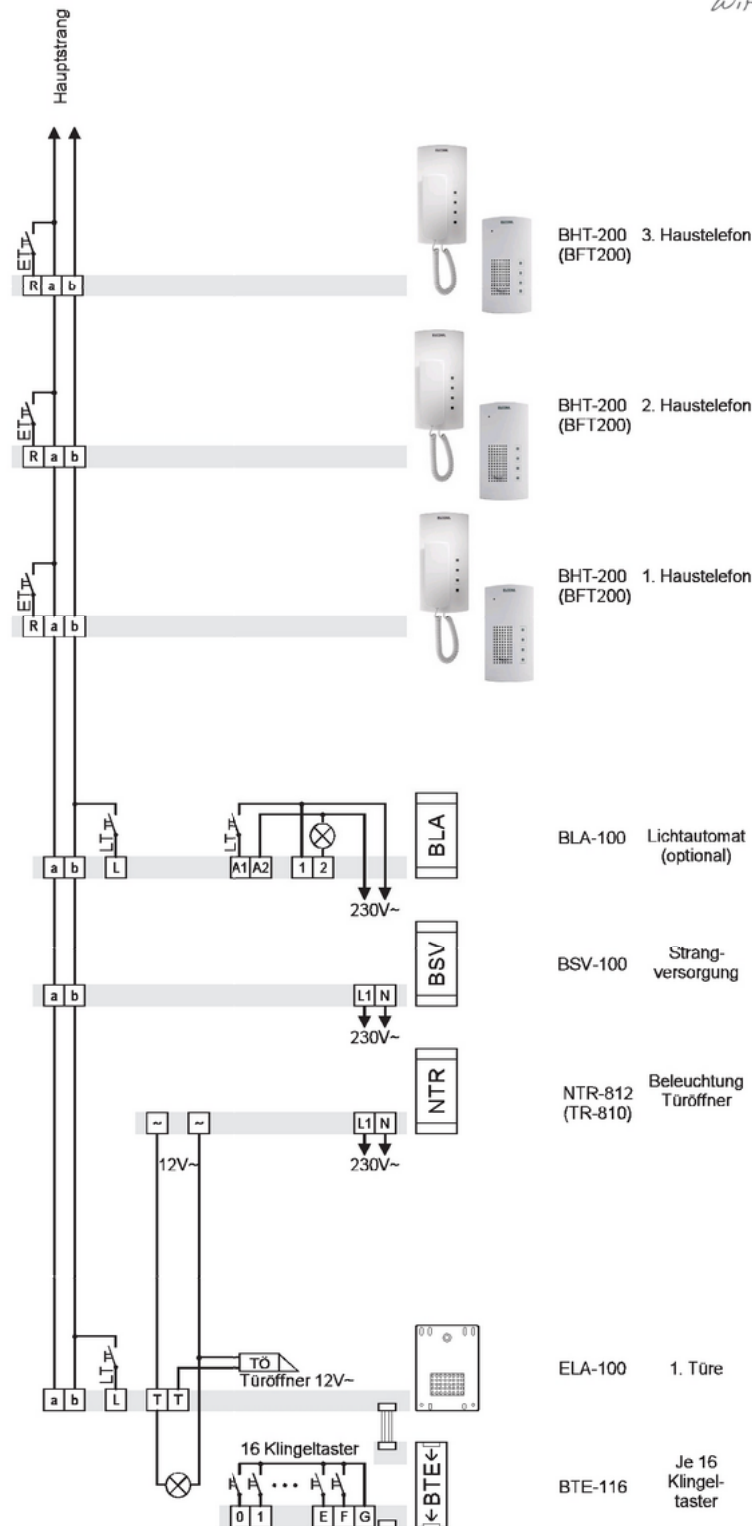 Hauptstrang
ET
R a b
BHT-200 3. Haustelefon
(BFT200)
ET
R a b
BHT-200 2. Haustelefon
(BFT200)
ET
R a b
BHT-200 1. Haustelefon
(BFT200)
LT
LT
a b L A1 A2 1 2
230V~
BLA
BLA-100 Lichtautomat
(optional)
a b L1 N
230V~
BSV
BSV-100 Strang-
versorgung
~ ~ L1 N
12V~ 230V~
NTR
NTR-812
(TR-810)
Beleuchtung
Türöffner
LT
TÖ
Türöffner 12V~
a b L T T
ELA-100 1. Türe
16 Klingeltaster
0 1 E F G
←BTE←
BTE-116
Je 16
Klingel-
taster